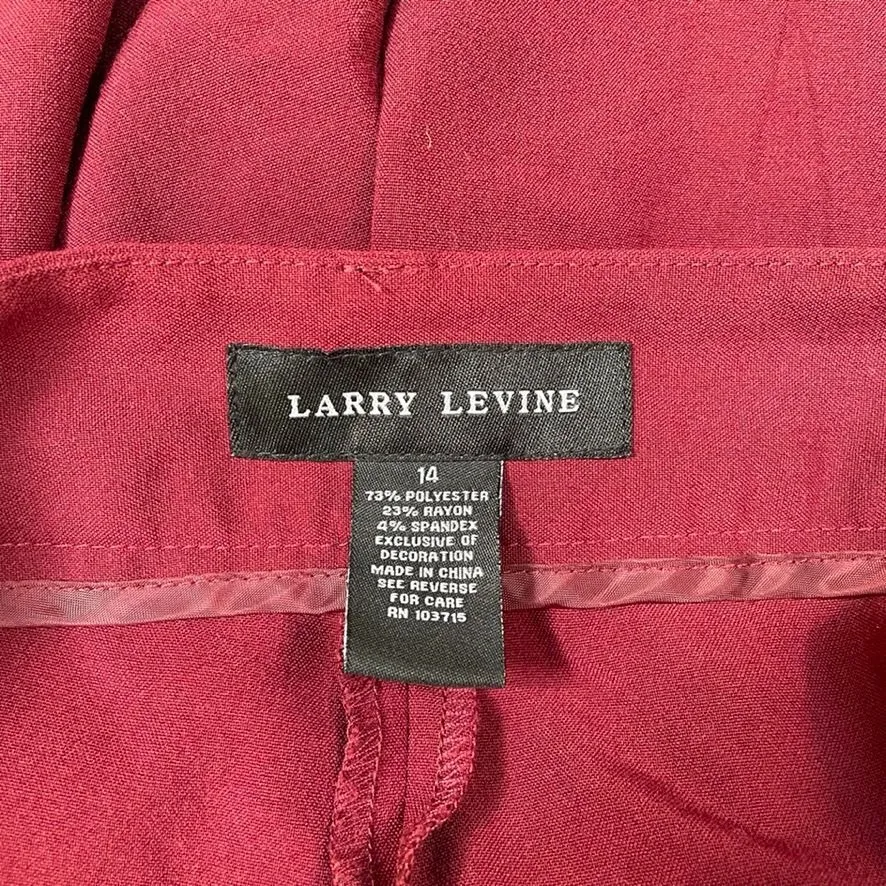 LARRY LEVINE
14
73% POLYESTER
23% RAYON
4% SPANDEX
EXCLUSIVE OF
DECORATION
MADE IN CHINA
SEE REVERSE
FOR CARE
RN 103715